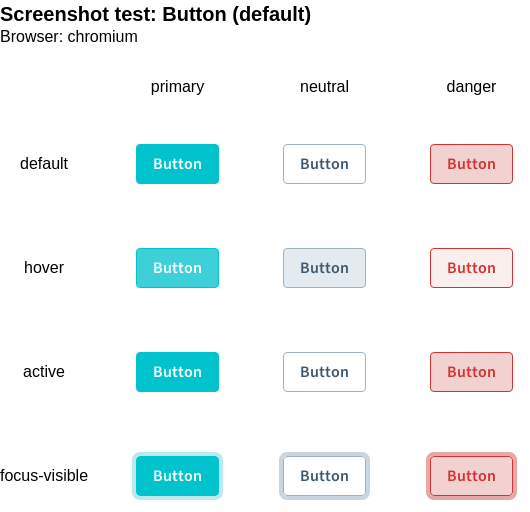 Screenshot test: Button (default)
Browser: chromium
primary neutral danger
default Button Button Button
hover Button Button Button
active Button Button Button
focus-visible Button Button Button